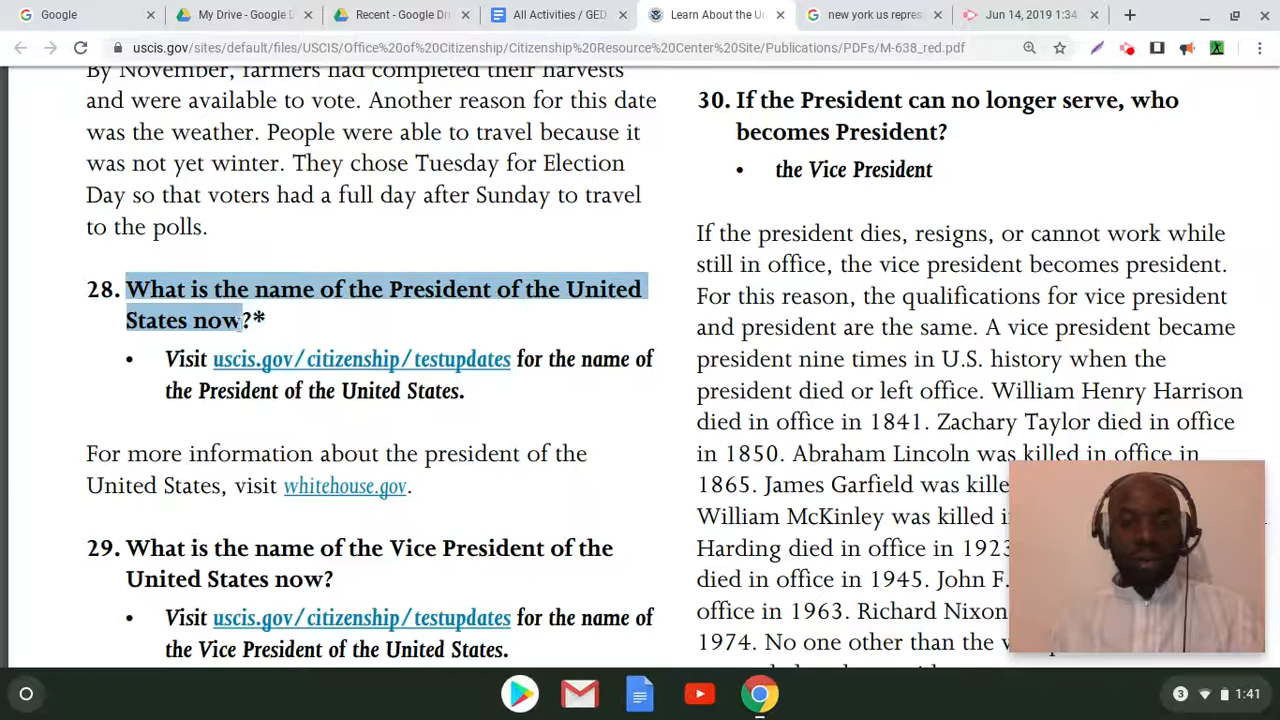 Google
My Drive - Google D
Recent - Google Dri
All Activities / GED
Learn About the Un
new york us repres
Jun 14, 2019 1:34
uscis.gov/sites/default/files/USCIS/Office%20of%20Citizenship/Citizenship%20Resource%20Center%20Site/Publications/PDFs/M-638_red.pdf
By November, farmers had completed their harvests
and were available to vote. Another reason for this date
was the weather. People were able to travel because it
was not yet winter. They chose Tuesday for Election
Day so that voters had a full day after Sunday to travel
to the polls.
28. What is the name of the President of the United
States now?*
• Visit uscis.gov/citizenship/testupdates for the name of
the President of the United States.
For more information about the president of the
United States, visit whitehouse.gov.
29. What is the name of the Vice President of the
United States now?
• Visit uscis.gov/citizenship/testupdates for the name of
the Vice President of the United States.
30. If the President can no longer serve, who
becomes President?
• the Vice President
If the president dies, resigns, or cannot work while
still in office, the vice president becomes president.
For this reason, the qualifications for vice president
and president are the same. A vice president became
president nine times in U.S. history when the
president died or left office. William Henry Harrison
died in office in 1841. Zachary Taylor died in office
in 1850. Abraham Lincoln was killed in office in
1865. James Garfield was kille
William McKinley was killed i
Harding died in office in 1923
died in office in 1945. John F.
office in 1963. Richard Nixon
1974. No one other than the v
3
1:41